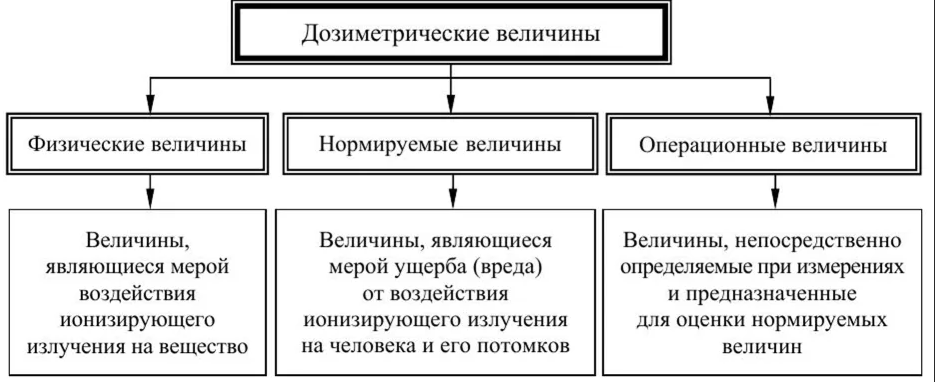 Дозиметрические величины
Физические величины
Нормируемые величины
Операционные величины
Величины,
являющиеся мерой
воздействия
ионизирующего
излучения на вещество
Величины, являющиеся
мерой ущерба (вреда)
от воздействия
ионизирующего излучения
на человека и его потомков
Величины, непосредственно
определяемые при измерениях
и предназначенные
для оценки нормируемых
величин